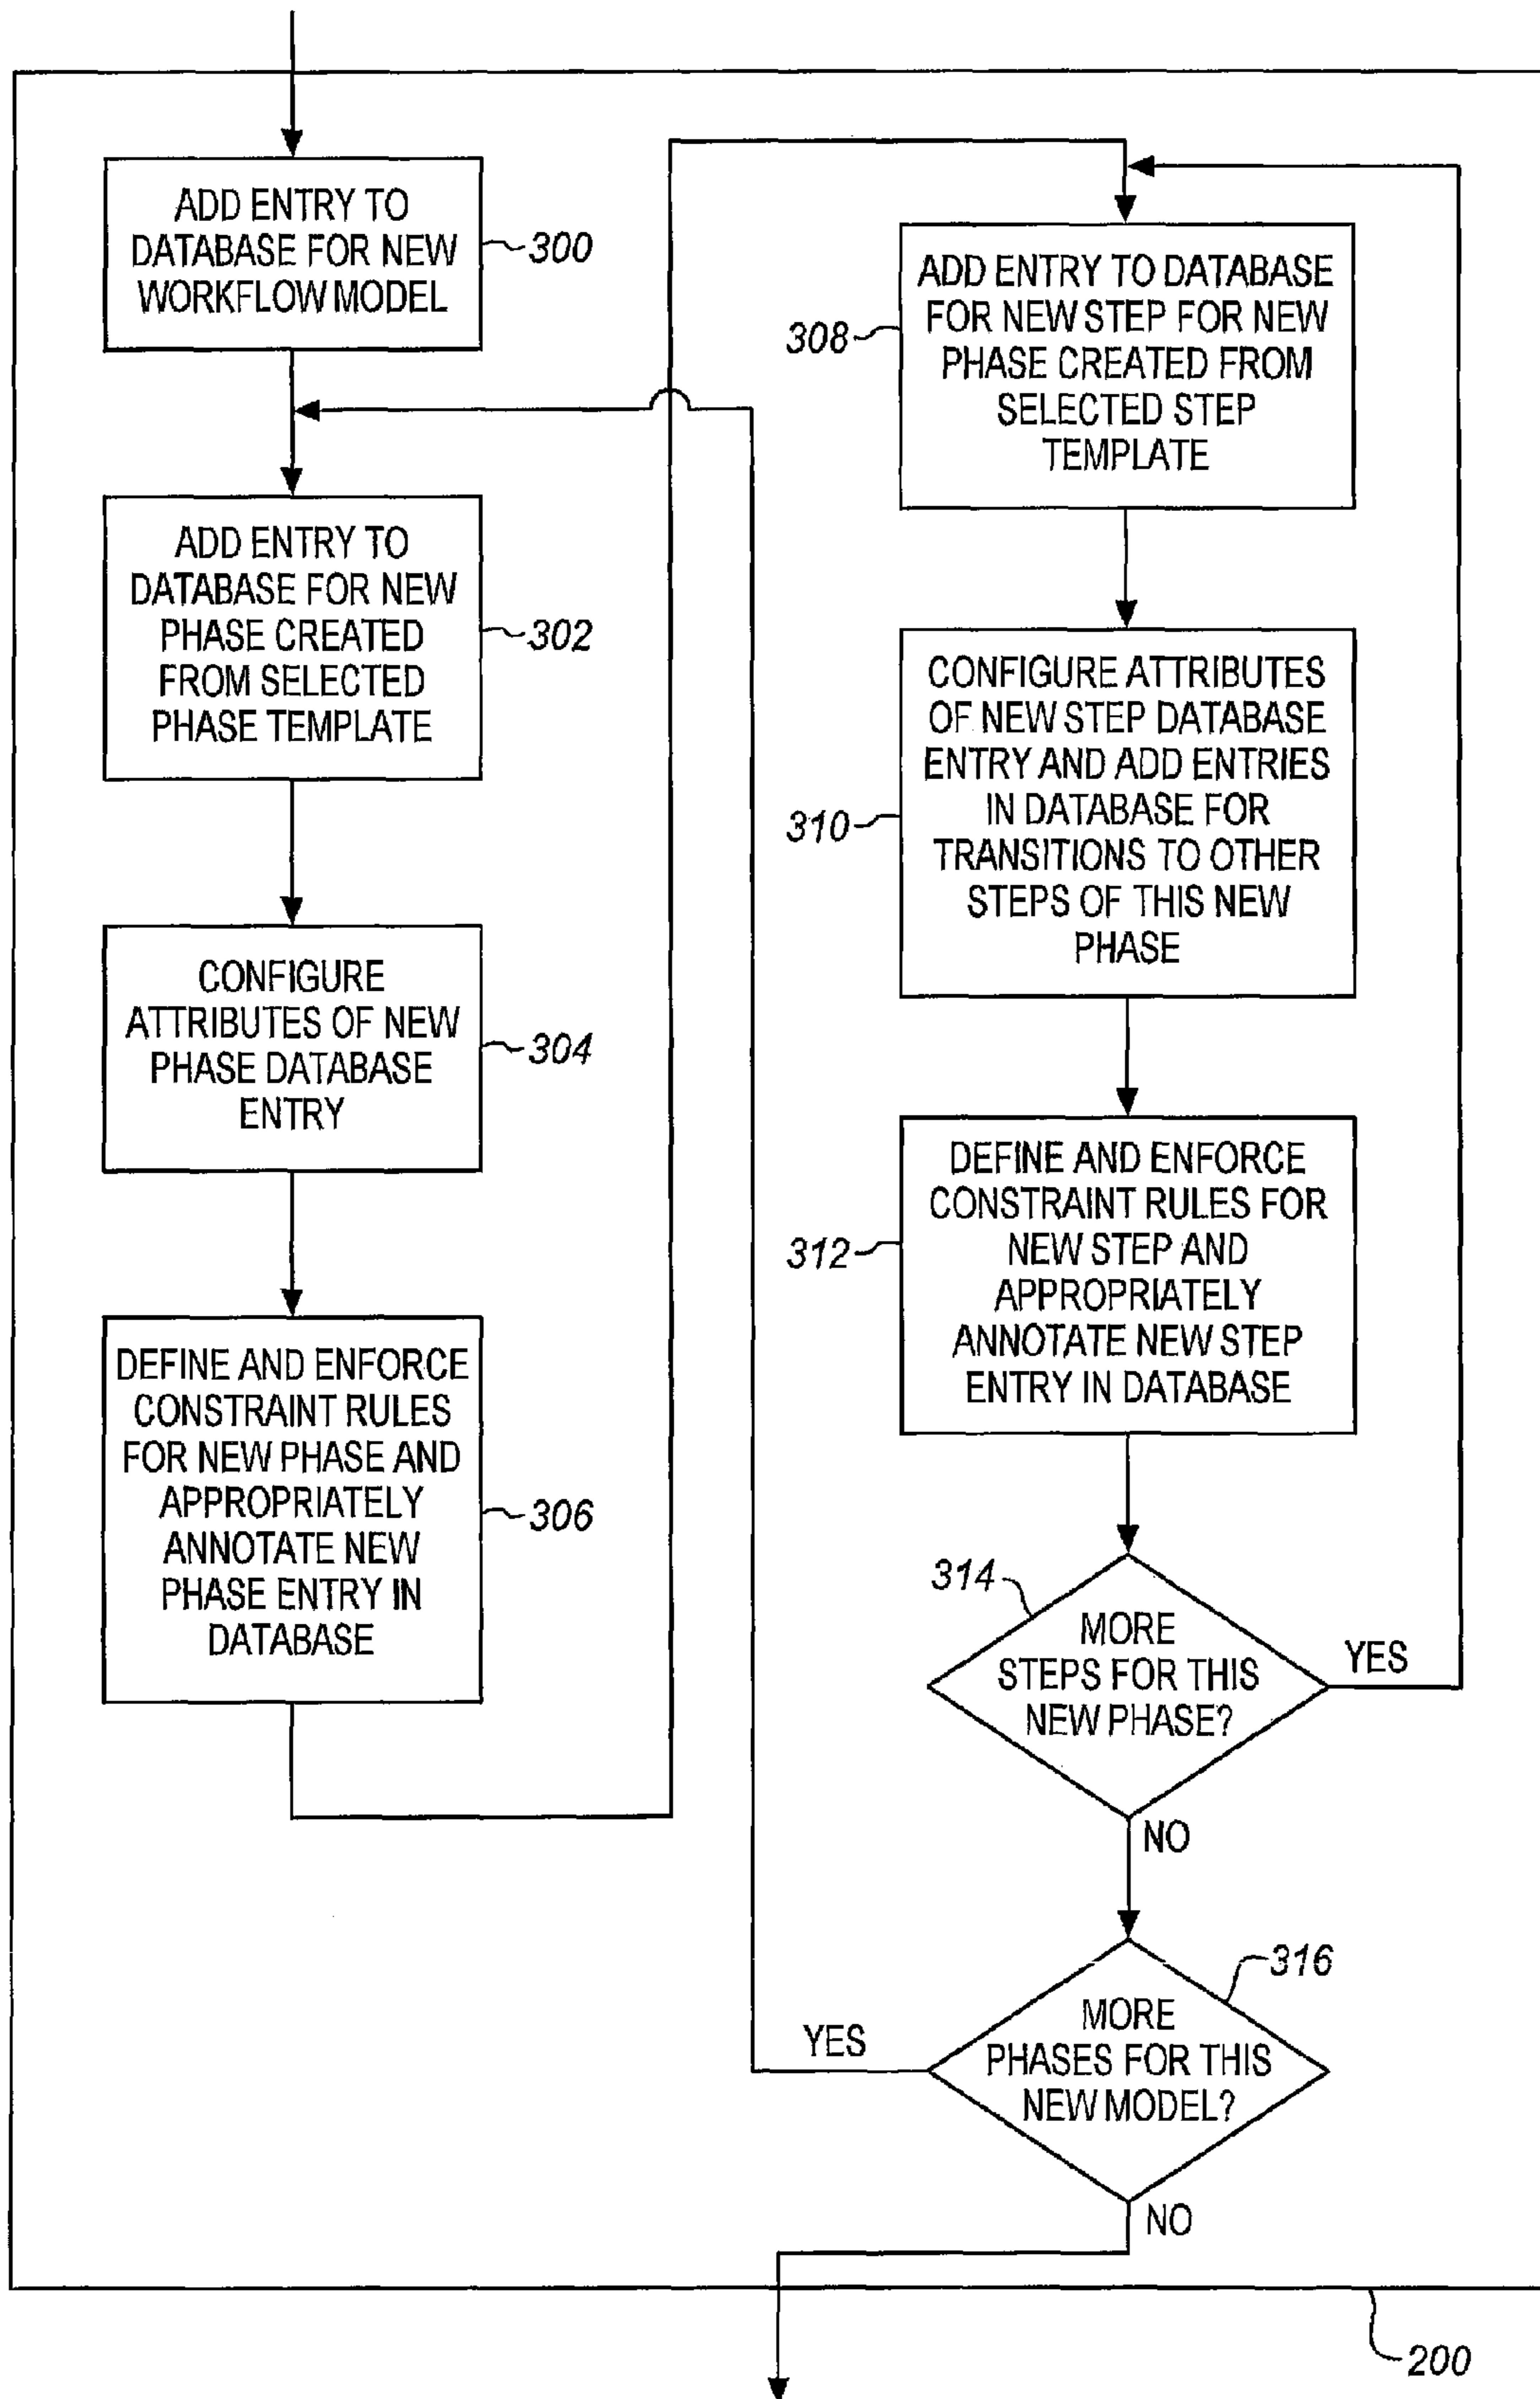 ADD ENTRY TO
DATABASE FOR NEW
WORKFLOW MODEL
300
ADD ENTRY TO
DATABASE FOR NEW
PHASE CREATED
FROM SELECTED
PHASE TEMPLATE
302
CONFIGURE
ATTRIBUTES OF NEW
PHASE DATABASE
ENTRY
304
DEFINE AND ENFORCE
CONSTRAINT RULES
FOR NEW PHASE AND
APPROPRIATELY
ANNOTATE NEW
PHASE ENTRY IN
DATABASE
306
ADD ENTRY TO DATABASE
FOR NEW STEP FOR NEW
PHASE CREATED FROM
SELECTED STEP
TEMPLATE
308
CONFIGURE ATTRIBUTES
OF NEW STEP DATABASE
ENTRY AND ADD ENTRIES
IN DATABASE FOR
TRANSITIONS TO OTHER
STEPS OF THIS NEW
PHASE
310
DEFINE AND ENFORCE
CONSTRAINT RULES FOR
NEW STEP AND
APPROPRIATELY
ANNOTATE NEW STEP
ENTRY IN DATABASE
312
314
MORE
STEPS FOR THIS
NEW PHASE?
YES
NO
316
MORE
PHASES FOR THIS
NEW MODEL?
YES
NO
200